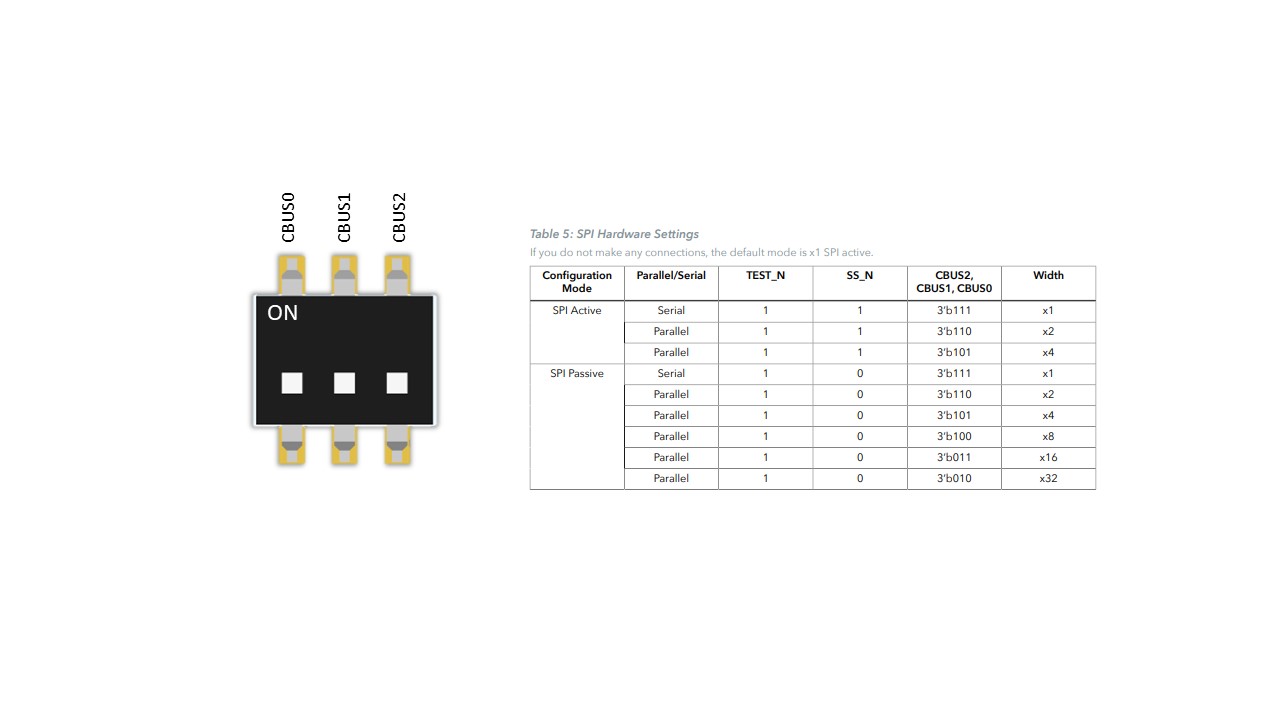 CBUS0
CBUS1
CBUS2
ON
Table 5: SPI Hardware Settings
If you do not make any connections, the default mode is x1 SPI active.
Configuration Mode Parallel/Serial TEST_N SS_N CBUS2, CBUS1, CBUS0 Width
SPI Active Serial 1 1 3'b111 x1
Parallel 1 1 3'b110 x2
Parallel 1 1 3'b101 x4
SPI Passive Serial 1 0 3'b111 x1
Parallel 1 0 3'b110 x2
Parallel 1 0 3'b101 x4
Parallel 1 0 3'b100 x8
Parallel 1 0 3'b011 x16
Parallel 1 0 3'b010 x32